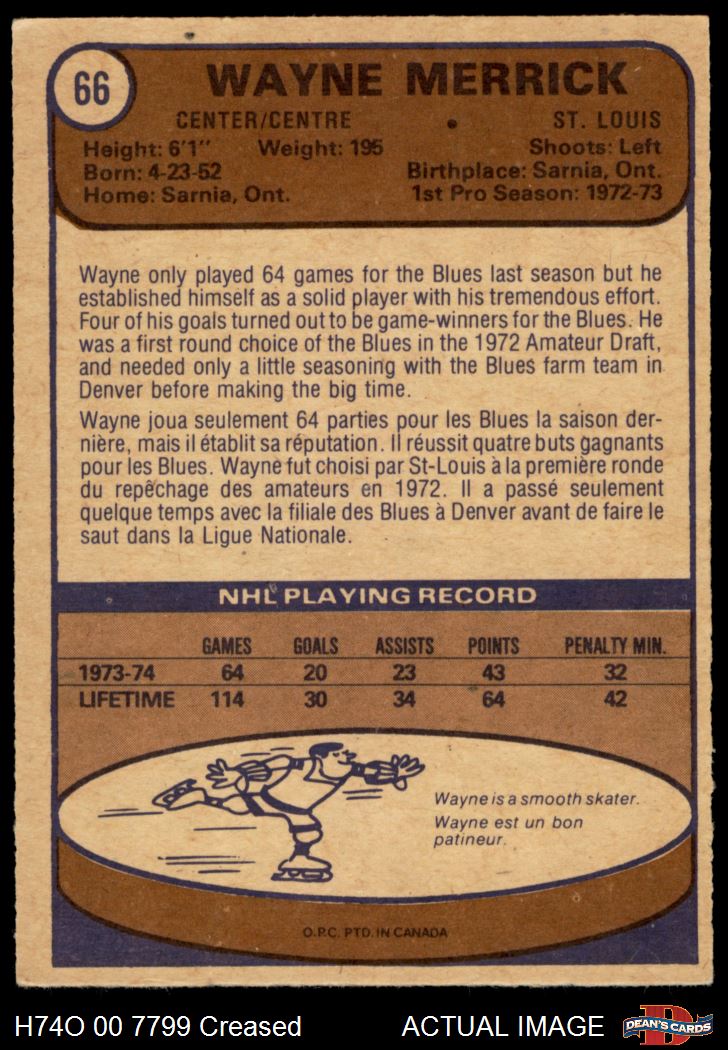 66
WAYNE MERRICK
CENTER/CENTRE • ST. LOUIS
Height: 6'1" Weight: 195 Shoots: Left
Born: 4-23-52 Birthplace: Sarnia, Ont.
Home: Sarnia, Ont. 1st Pro Season: 1972-73
Wayne only played 64 games for the Blues last season but he
established himself as a solid player with his tremendous effort.
Four of his goals turned out to be game-winners for the Blues. He
was a first round choice of the Blues in the 1972 Amateur Draft,
and needed only a little seasoning with the Blues farm team in
Denver before making the big time.
Wayne joua seulement 64 parties pour les Blues la saison der-
nière, mais il établit sa réputation. Il réussit quatre buts gagnants
pour les Blues. Wayne fut choisi par St-Louis à la première ronde
du repêchage des amateurs en 1972. Il a passé seulement
quelque temps avec la filiale des Blues à Denver avant de faire le
saut dans la Ligue Nationale.
NHL PLAYING RECORD
GAMES GOALS ASSISTS POINTS PENALTY MIN.
1973-74 64 20 23 43 32
LIFETIME 114 30 34 64 42
Wayne is a smooth skater.
Wayne est un bon
patineur.
O.P.C. PTD. IN CANADA
H74O 00 7799 Creased ACTUAL IMAGE
D
DEAN'S CARDS